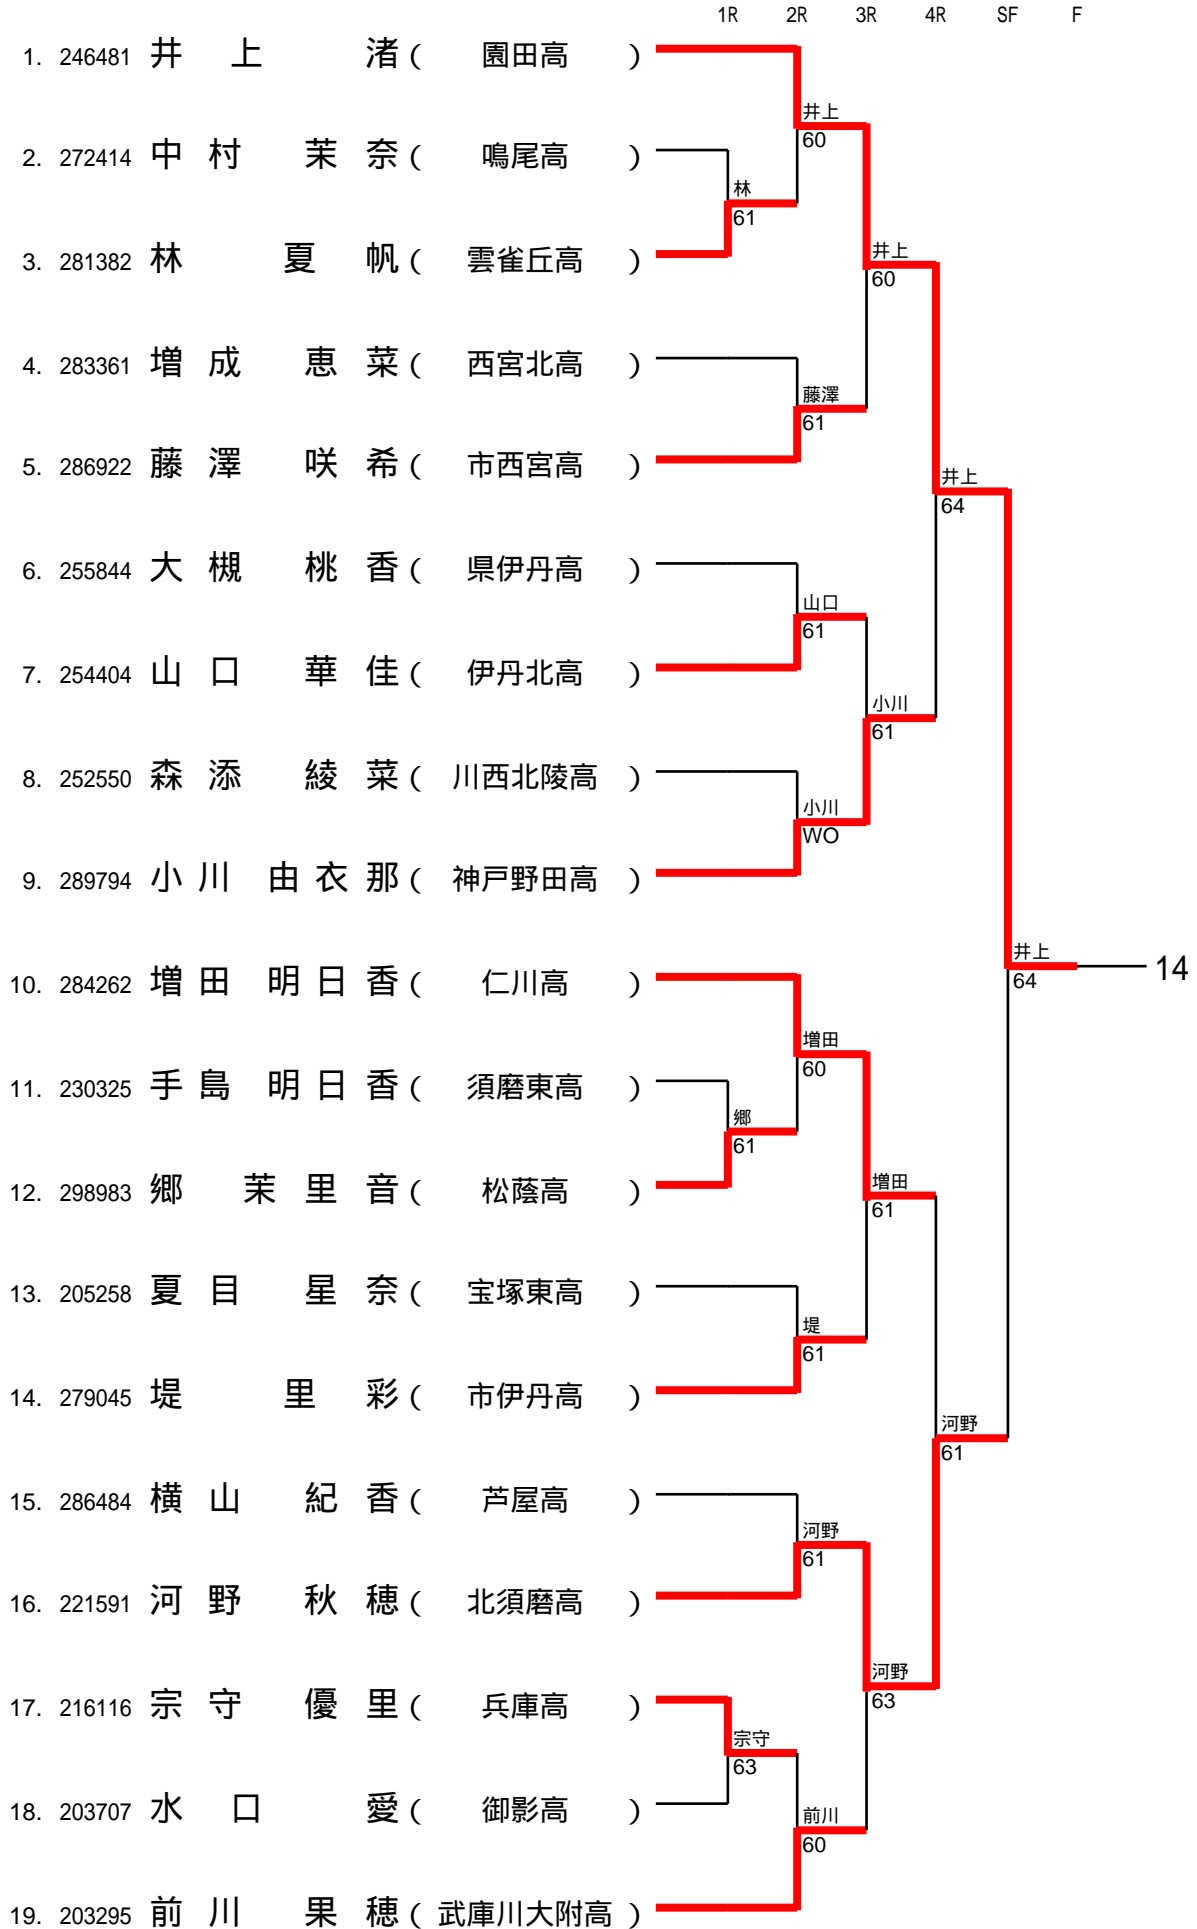 1R 2R 3R 4R SF F
1. 246481 井上 渚 ( 園田高 )
井上
60
2. 272414 中村 茉奈 ( 鳴尾高 )
林
61
3. 281382 林 夏帆 ( 雲雀丘高 )
井上
60
4. 283361 増成 恵菜 ( 西宮北高 )
藤澤
61
5. 286922 藤澤 咲希 ( 市西宮高 )
井上
64
6. 255844 大槻 桃香 ( 県伊丹高 )
山口
61
7. 254404 山口 華佳 ( 伊丹北高 )
小川
61
8. 252550 森添 綾菜 ( 川西北陵高 )
小川
WO
9. 289794 小川 由衣那 ( 神戸野田高 )
井上
64
14
10. 284262 増田 明日香 ( 仁川高 )
増田
60
11. 230325 手島 明日香 ( 須磨東高 )
郷
61
12. 298983 郷 茉里音 ( 松蔭高 )
増田
61
13. 205258 夏目 星奈 ( 宝塚東高 )
堤
61
14. 279045 堤 里彩 ( 市伊丹高 )
河野
61
15. 286484 横山 紀香 ( 芦屋高 )
河野
61
16. 221591 河野 秋穂 ( 北須磨高 )
河野
63
17. 216116 宗守 優里 ( 兵庫高 )
宗守
63
18. 203707 水口 愛 ( 御影高 )
前川
60
19. 203295 前川 果穂 ( 武庫川大附高 )